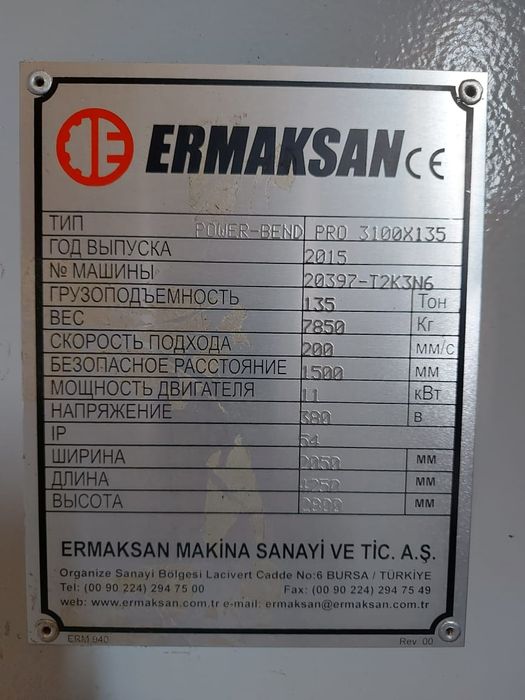 ERMAKSAN CE
ТИП POWER-BEND PRO 3100X135
ГОД ВЫПУСКА 2015
№ МАШИНЫ 20397-T2K3N6
ГРУЗОПОДЪЕМНОСТЬ 135 Тон
ВЕС 7850 Кг
СКОРОСТЬ ПОДХОДА 200 мм/с
БЕЗОПАСНОЕ РАССТОЯНИЕ 1500 мм
МОЩНОСТЬ ДВИГАТЕЛЯ 11 кВт
НАПРЯЖЕНИЕ 380 В
IP 54
ШИРИНА 2050 мм
ДЛИНА 4250 мм
ВЫСОТА 2900 мм
ERMAKSAN MAKİNA SANAYİ VE TİC. A.Ş.
Organize Sanayi Bölgesi Lacivert Cadde No:6 BURSA / TÜRKİYE
Tel: (00 90 224) 294 75 00 Fax: (00 90 224) 294 75 49
web: www.ermaksan.com.tr e-mail: ermaksan@ermaksan.com.tr
ERM 040 Rev. 00